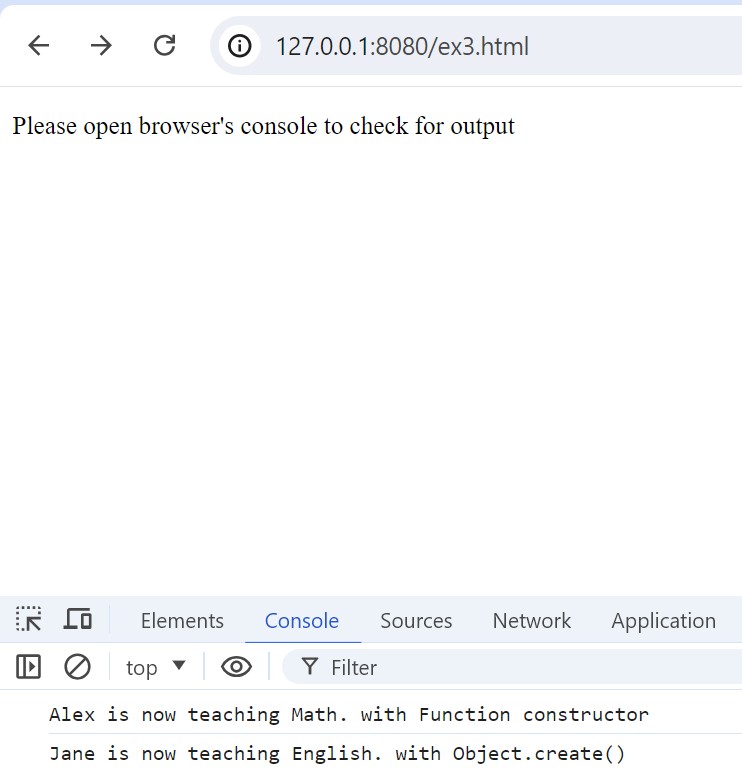 127.0.0.1:8080/ex3.html
Please open browser's console to check for output
Elements Console Sources Network Application
top Filter
Alex is now teaching Math. with Function constructor
Jane is now teaching English. with Object.create()